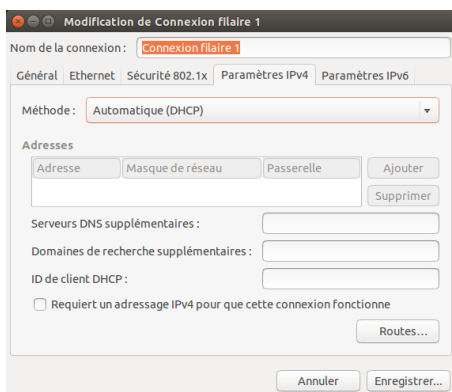 Modification de Connexion filaire 1
Nom de la connexion : Connexion filaire 1
Général Ethernet Sécurité 802.1x Paramètres IPv4 Paramètres IPv6
Méthode : Automatique (DHCP)
Adresses
Adresse Masque de réseau Passerelle Ajouter
Supprimer
Serveurs DNS supplémentaires :
Domaines de recherche supplémentaires :
ID de client DHCP :
Requiert un adressage IPv4 pour que cette connexion fonctionne
Routes...
Annuler Enregistrer...